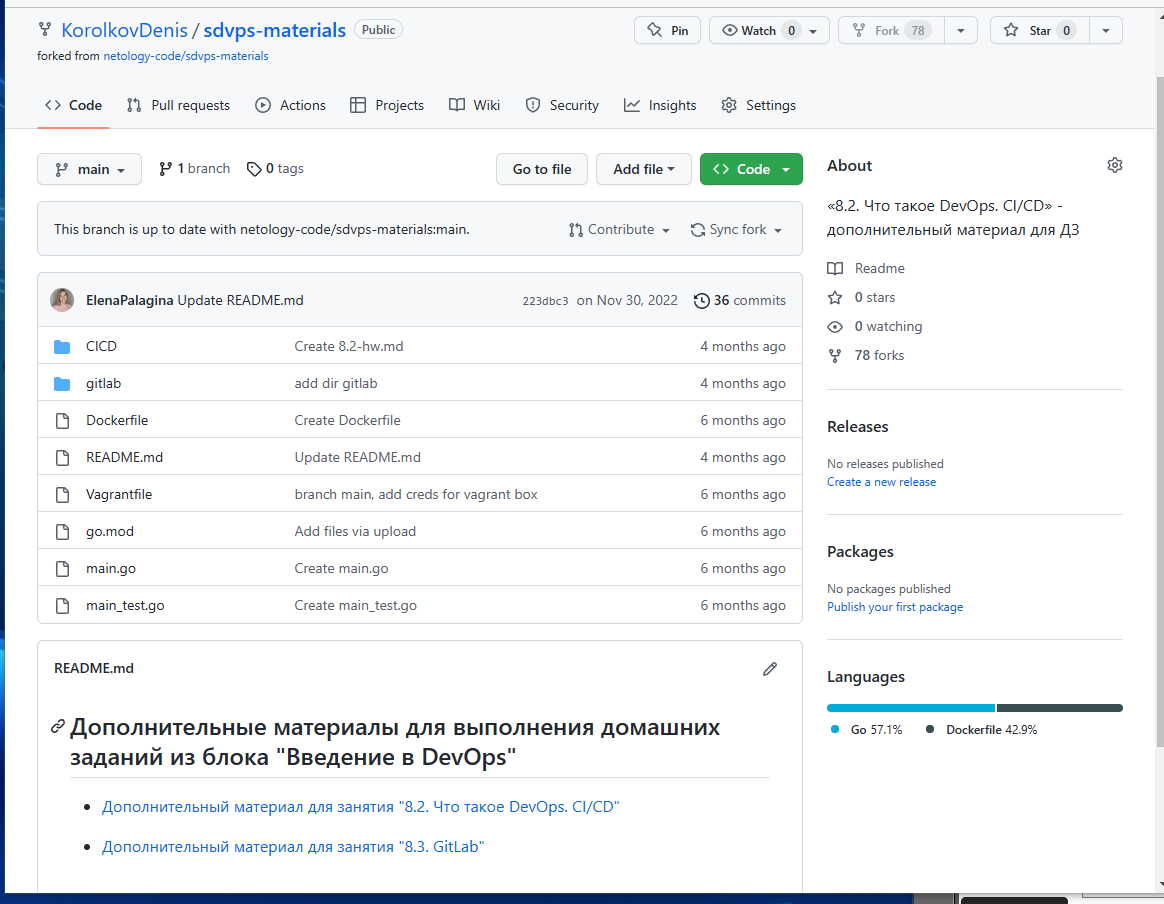 KorolkovDenis / sdvps-materials Public
Pin Watch 0 Fork 78 Star 0
forked from netology-code/sdvps-materials
Code Pull requests Actions Projects Wiki Security Insights Settings
main 1 branch 0 tags Go to file Add file Code
This branch is up to date with netology-code/sdvps-materials:main. Contribute Sync fork
ElenaPalagina Update README.md 223dbc3 on Nov 30, 2022 36 commits
CICD Create 8.2-hw.md 4 months ago
gitlab add dir gitlab 4 months ago
Dockerfile Create Dockerfile 6 months ago
README.md Update README.md 4 months ago
Vagrantfile branch main, add creds for vagrant box 6 months ago
go.mod Add files via upload 6 months ago
main.go Create main.go 6 months ago
main_test.go Create main_test.go 6 months ago
README.md
Дополнительные материалы для выполнения домашних
заданий из блока "Введение в DevOps"
Дополнительный материал для занятия "8.2. Что такое DevOps. CI/CD"
Дополнительный материал для занятия "8.3. GitLab"
About
«8.2. Что такое DevOps. CI/CD» -
дополнительный материал для ДЗ
Readme
0 stars
0 watching
78 forks
Releases
No releases published
Create a new release
Packages
No packages published
Publish your first package
Languages
Go 57.1% Dockerfile 42.9%